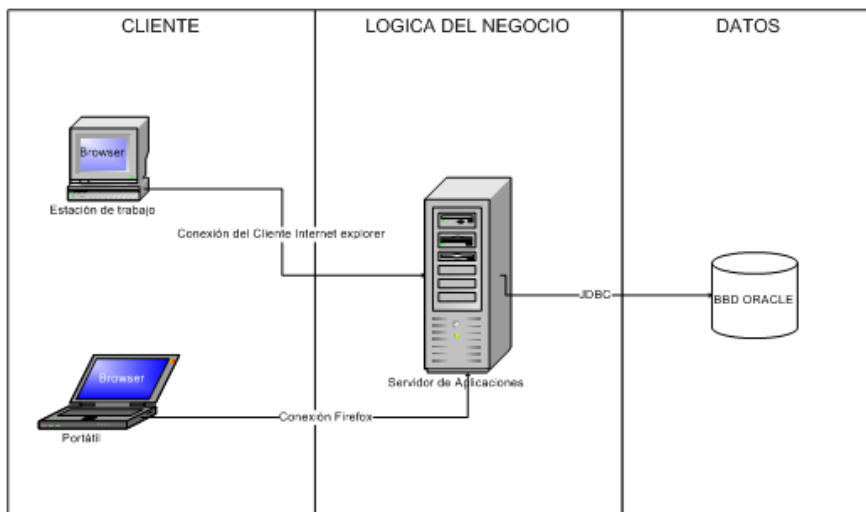 CLIENTE
LOGICA DEL NEGOCIO
DATOS
Browser
Estación de trabajo
Conexión del Cliente Internet explorer
JDBC
BBD ORACLE
Browser
Servidor de Aplicaciones
Conexión Firefox
Portátil